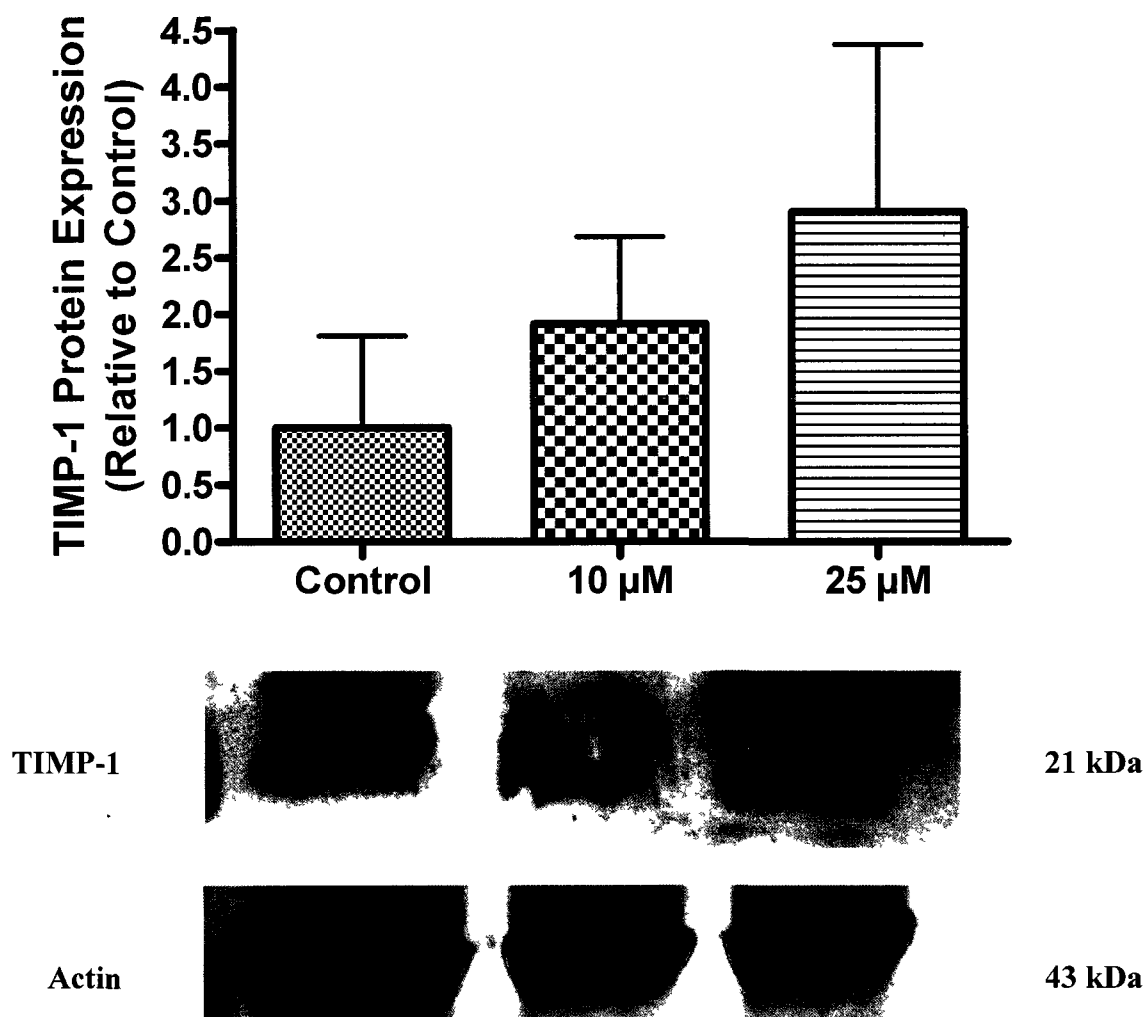 TIMP-1 Protein Expression
(Relative to Control)
4.5
4.0
3.5
3.0
2.5
2.0
1.5
1.0
0.5
0.0
Control 10 µM 25 µM
TIMP-1 21 kDa
Actin 43 kDa